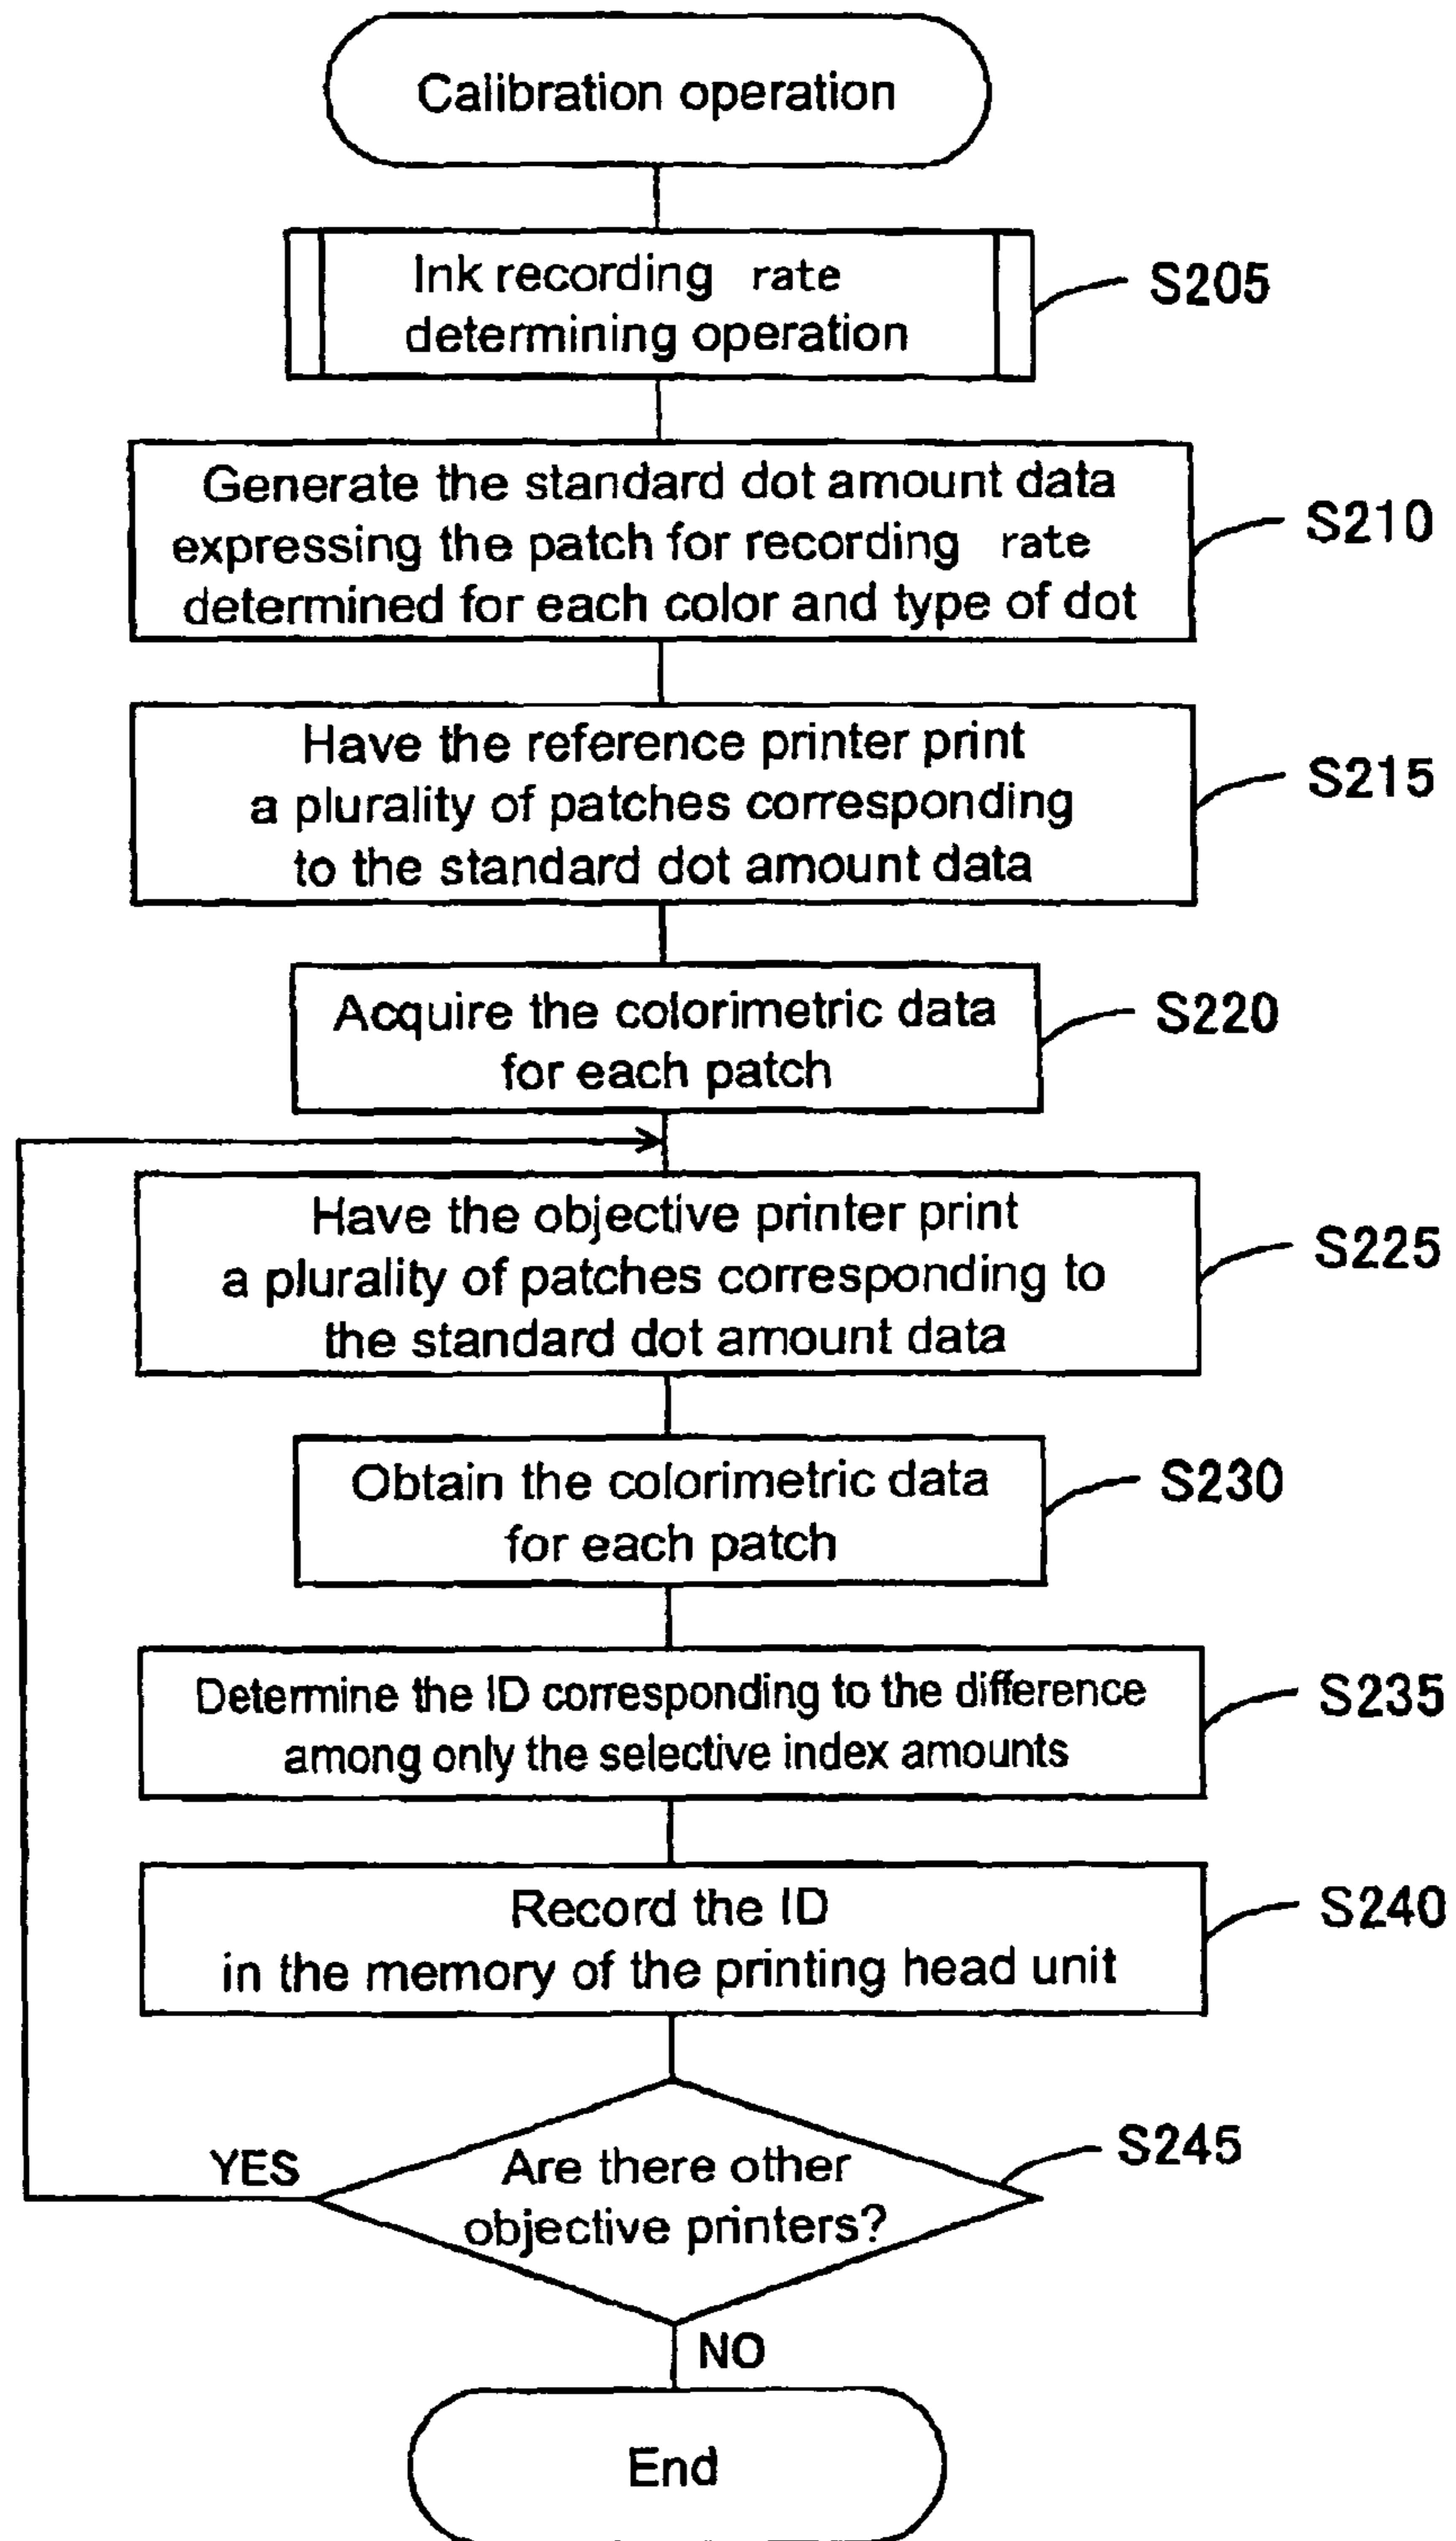 Calibration operation
Ink recording rate
determining operation
S205
Generate the standard dot amount data
expressing the patch for recording rate
determined for each color and type of dot
S210
Have the reference printer print
a plurality of patches corresponding
to the standard dot amount data
S215
Acquire the colorimetric data
for each patch
S220
Have the objective printer print
a plurality of patches corresponding to
the standard dot amount data
S225
Obtain the colorimetric data
for each patch
S230
Determine the ID corresponding to the difference
among only the selective index amounts
S235
Record the ID
in the memory of the printing head unit
S240
Are there other
objective printers?
S245
YES
NO
End